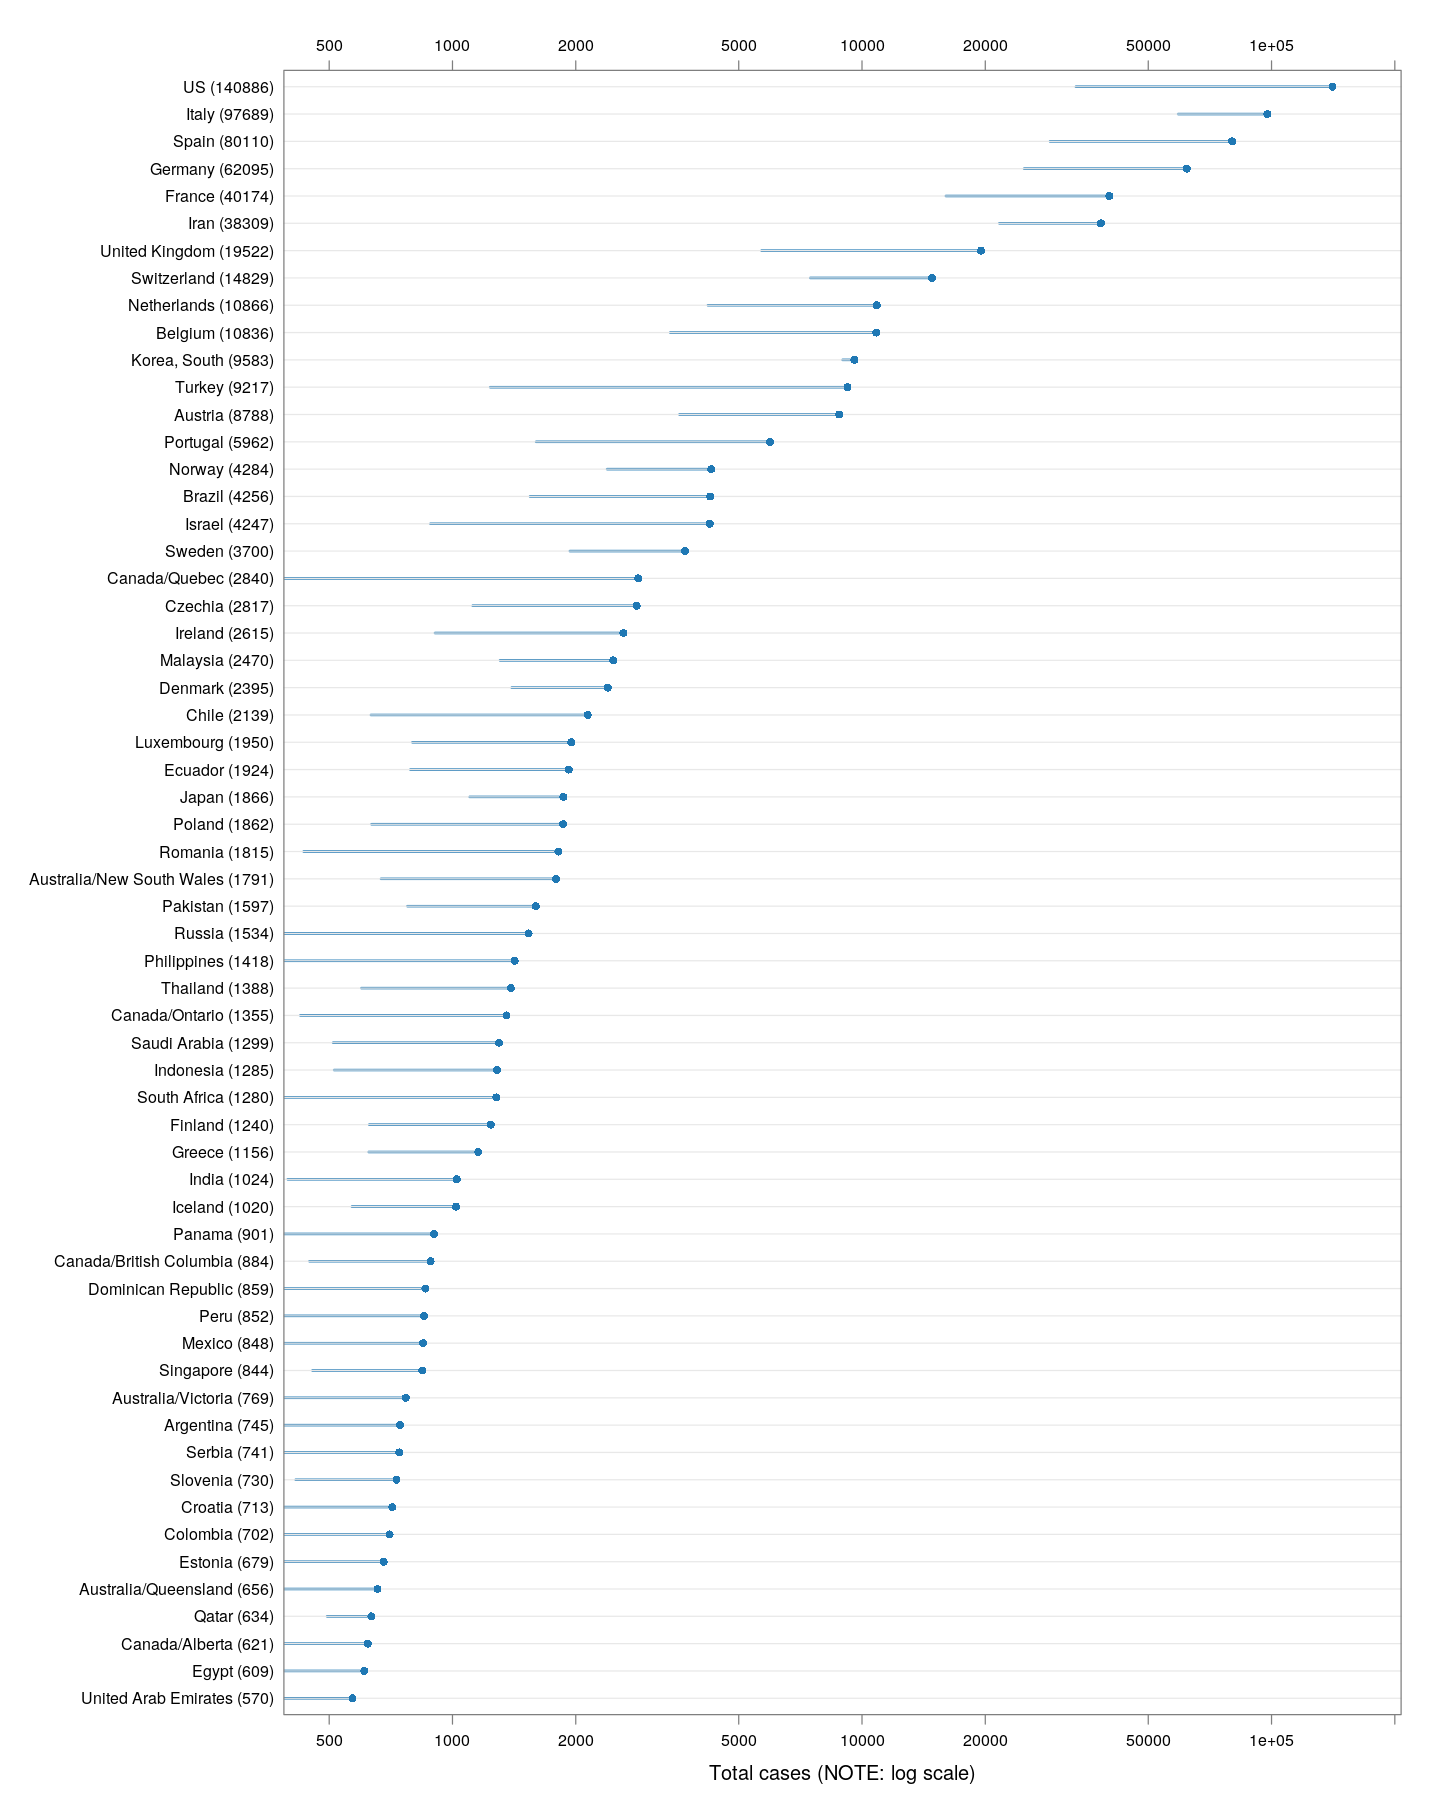 500 1000 2000 5000 10000 20000 50000 1e+05
US (140886)
Italy (97689)
Spain (80110)
Germany (62095)
France (40174)
Iran (38309)
United Kingdom (19522)
Switzerland (14829)
Netherlands (10866)
Belgium (10836)
Korea, South (9583)
Turkey (9217)
Austria (8788)
Portugal (5962)
Norway (4284)
Brazil (4256)
Israel (4247)
Sweden (3700)
Canada/Quebec (2840)
Czechia (2817)
Ireland (2615)
Malaysia (2470)
Denmark (2395)
Chile (2139)
Luxembourg (1950)
Ecuador (1924)
Japan (1866)
Poland (1862)
Romania (1815)
Australia/New South Wales (1791)
Pakistan (1597)
Russia (1534)
Philippines (1418)
Thailand (1388)
Canada/Ontario (1355)
Saudi Arabia (1299)
Indonesia (1285)
South Africa (1280)
Finland (1240)
Greece (1156)
India (1024)
Iceland (1020)
Panama (901)
Canada/British Columbia (884)
Dominican Republic (859)
Peru (852)
Mexico (848)
Singapore (844)
Australia/Victoria (769)
Argentina (745)
Serbia (741)
Slovenia (730)
Croatia (713)
Colombia (702)
Estonia (679)
Australia/Queensland (656)
Qatar (634)
Canada/Alberta (621)
Egypt (609)
United Arab Emirates (570)
500 1000 2000 5000 10000 20000 50000 1e+05
Total cases (NOTE: log scale)